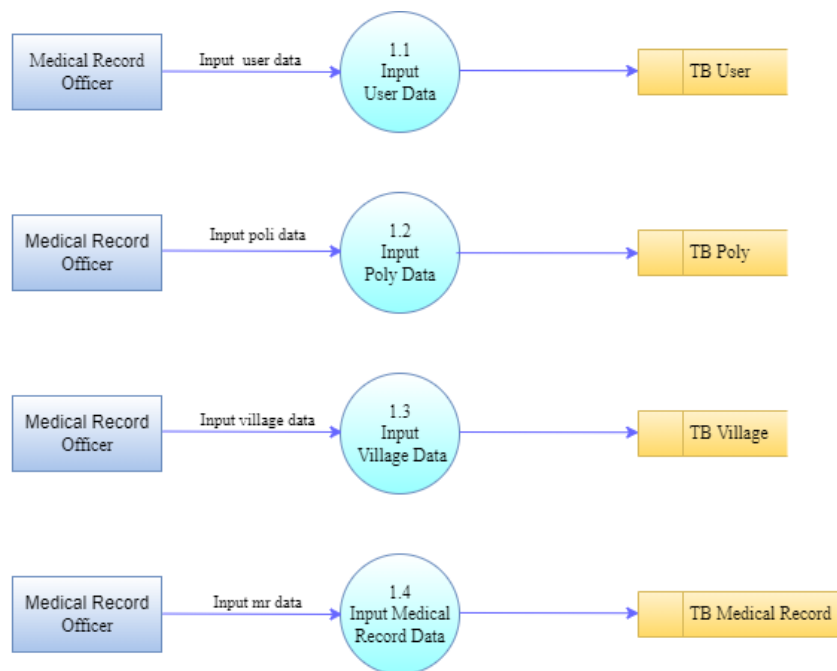 Medical Record
Officer
Input user data
1.1
Input
User Data
TB User
Medical Record
Officer
Input poli data
1.2
Input
Poly Data
TB Poly
Medical Record
Officer
Input village data
1.3
Input
Village Data
TB Village
Medical Record
Officer
Input mr data
1.4
Input Medical
Record Data
TB Medical Record